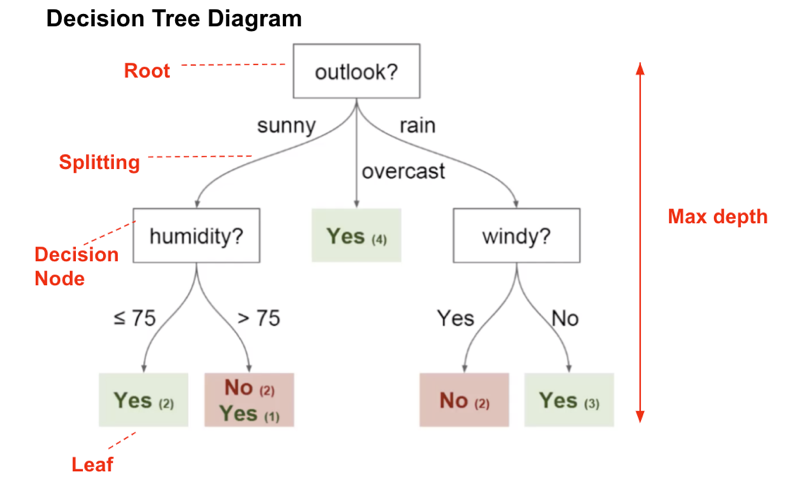 Decision Tree Diagram
Root
outlook?
sunny
rain
Splitting
overcast
Max depth
Decision
Node
humidity?
Yes (4)
windy?
≤ 75
> 75
Yes
No
Yes (2)
No (2)
Yes (1)
No (2)
Yes (3)
Leaf